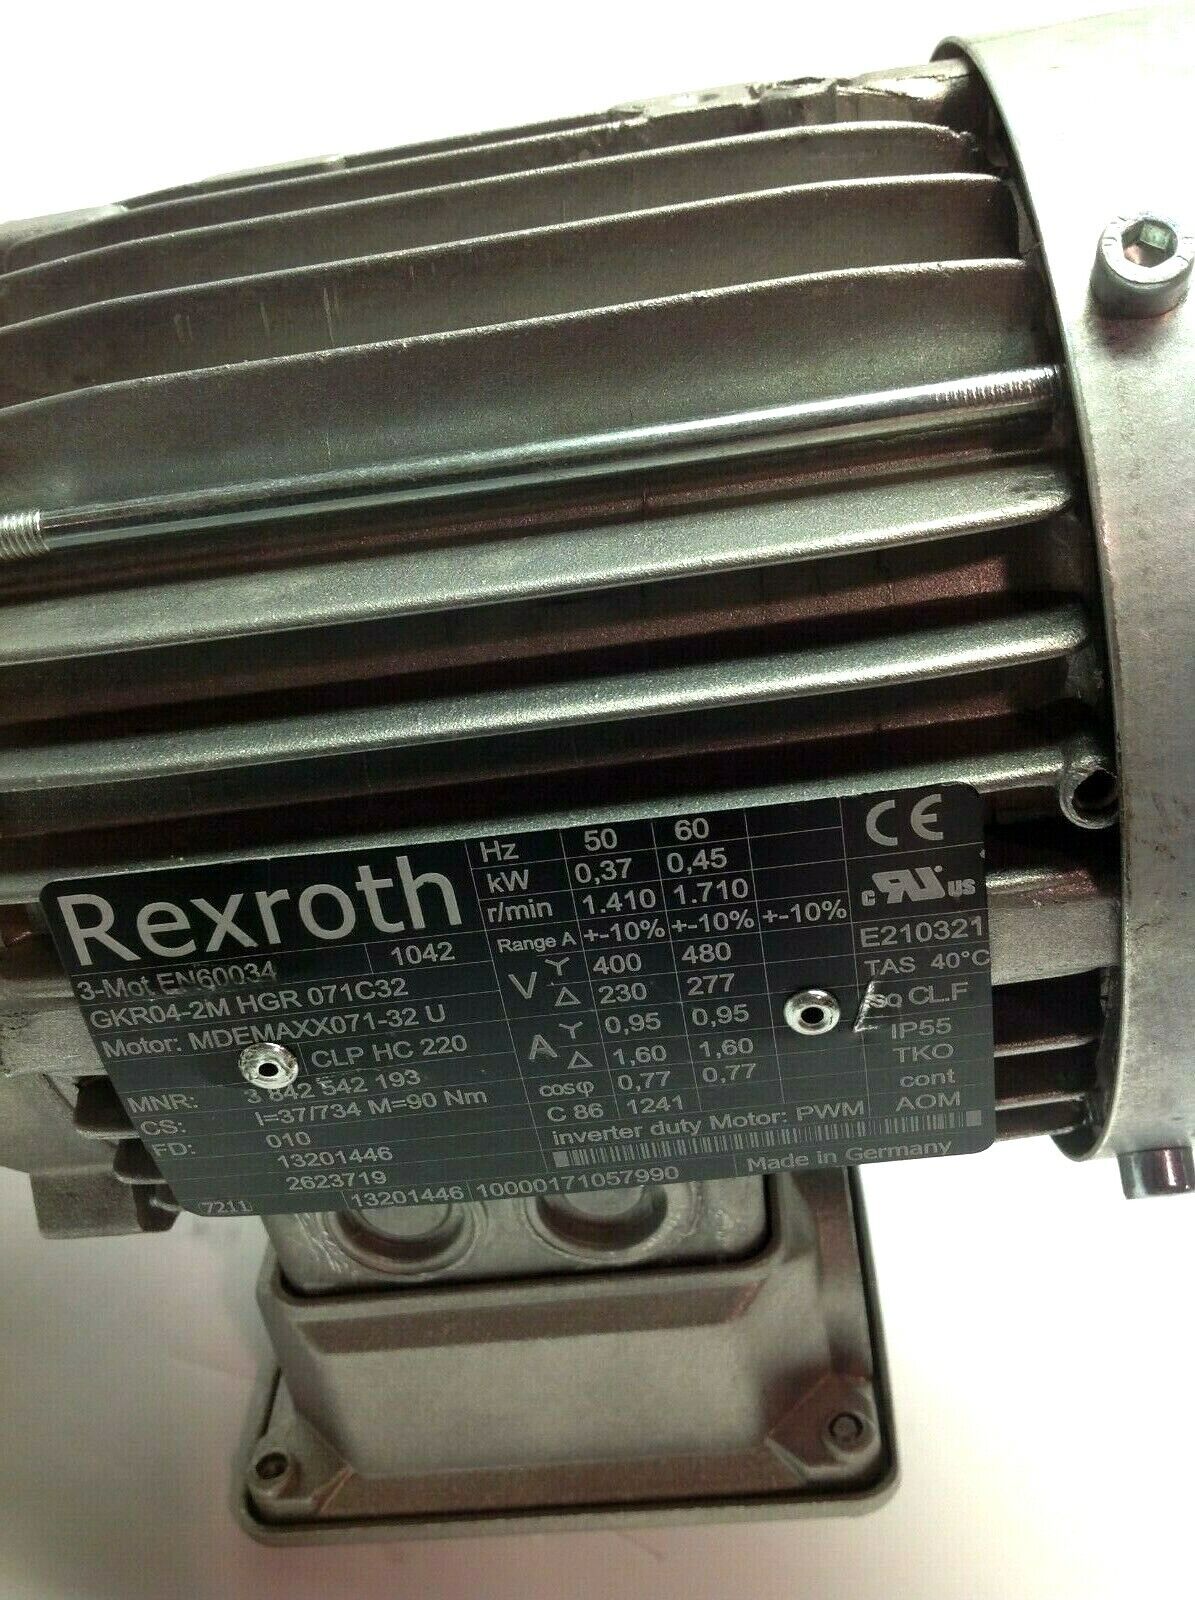 Rexroth
1042
3-Mot.EN60034
GKR04-2M HGR 071C32
Motor: MDEMAXX071-32 U
CLP HC 220
MNR: 3 842 542 193
CS: I=37/734 M=90 Nm
FD: 010
13201446
2623719
7211 13201446 10000171057990 Made in Germany
Hz 50 60
kW 0,37 0,45
r/min 1.410 1.710
Range A +-10% +-10% +-10%
V Y 400 480
Δ 230 277
A Y 0,95 0,95
Δ 1,60 1,60
cosφ 0,77 0,77
C 86 1241
inverter duty Motor: PWM
CE
c RU US
E210321
TAS 40°C
Iso CL.F
IP55
TKO
cont
AOM